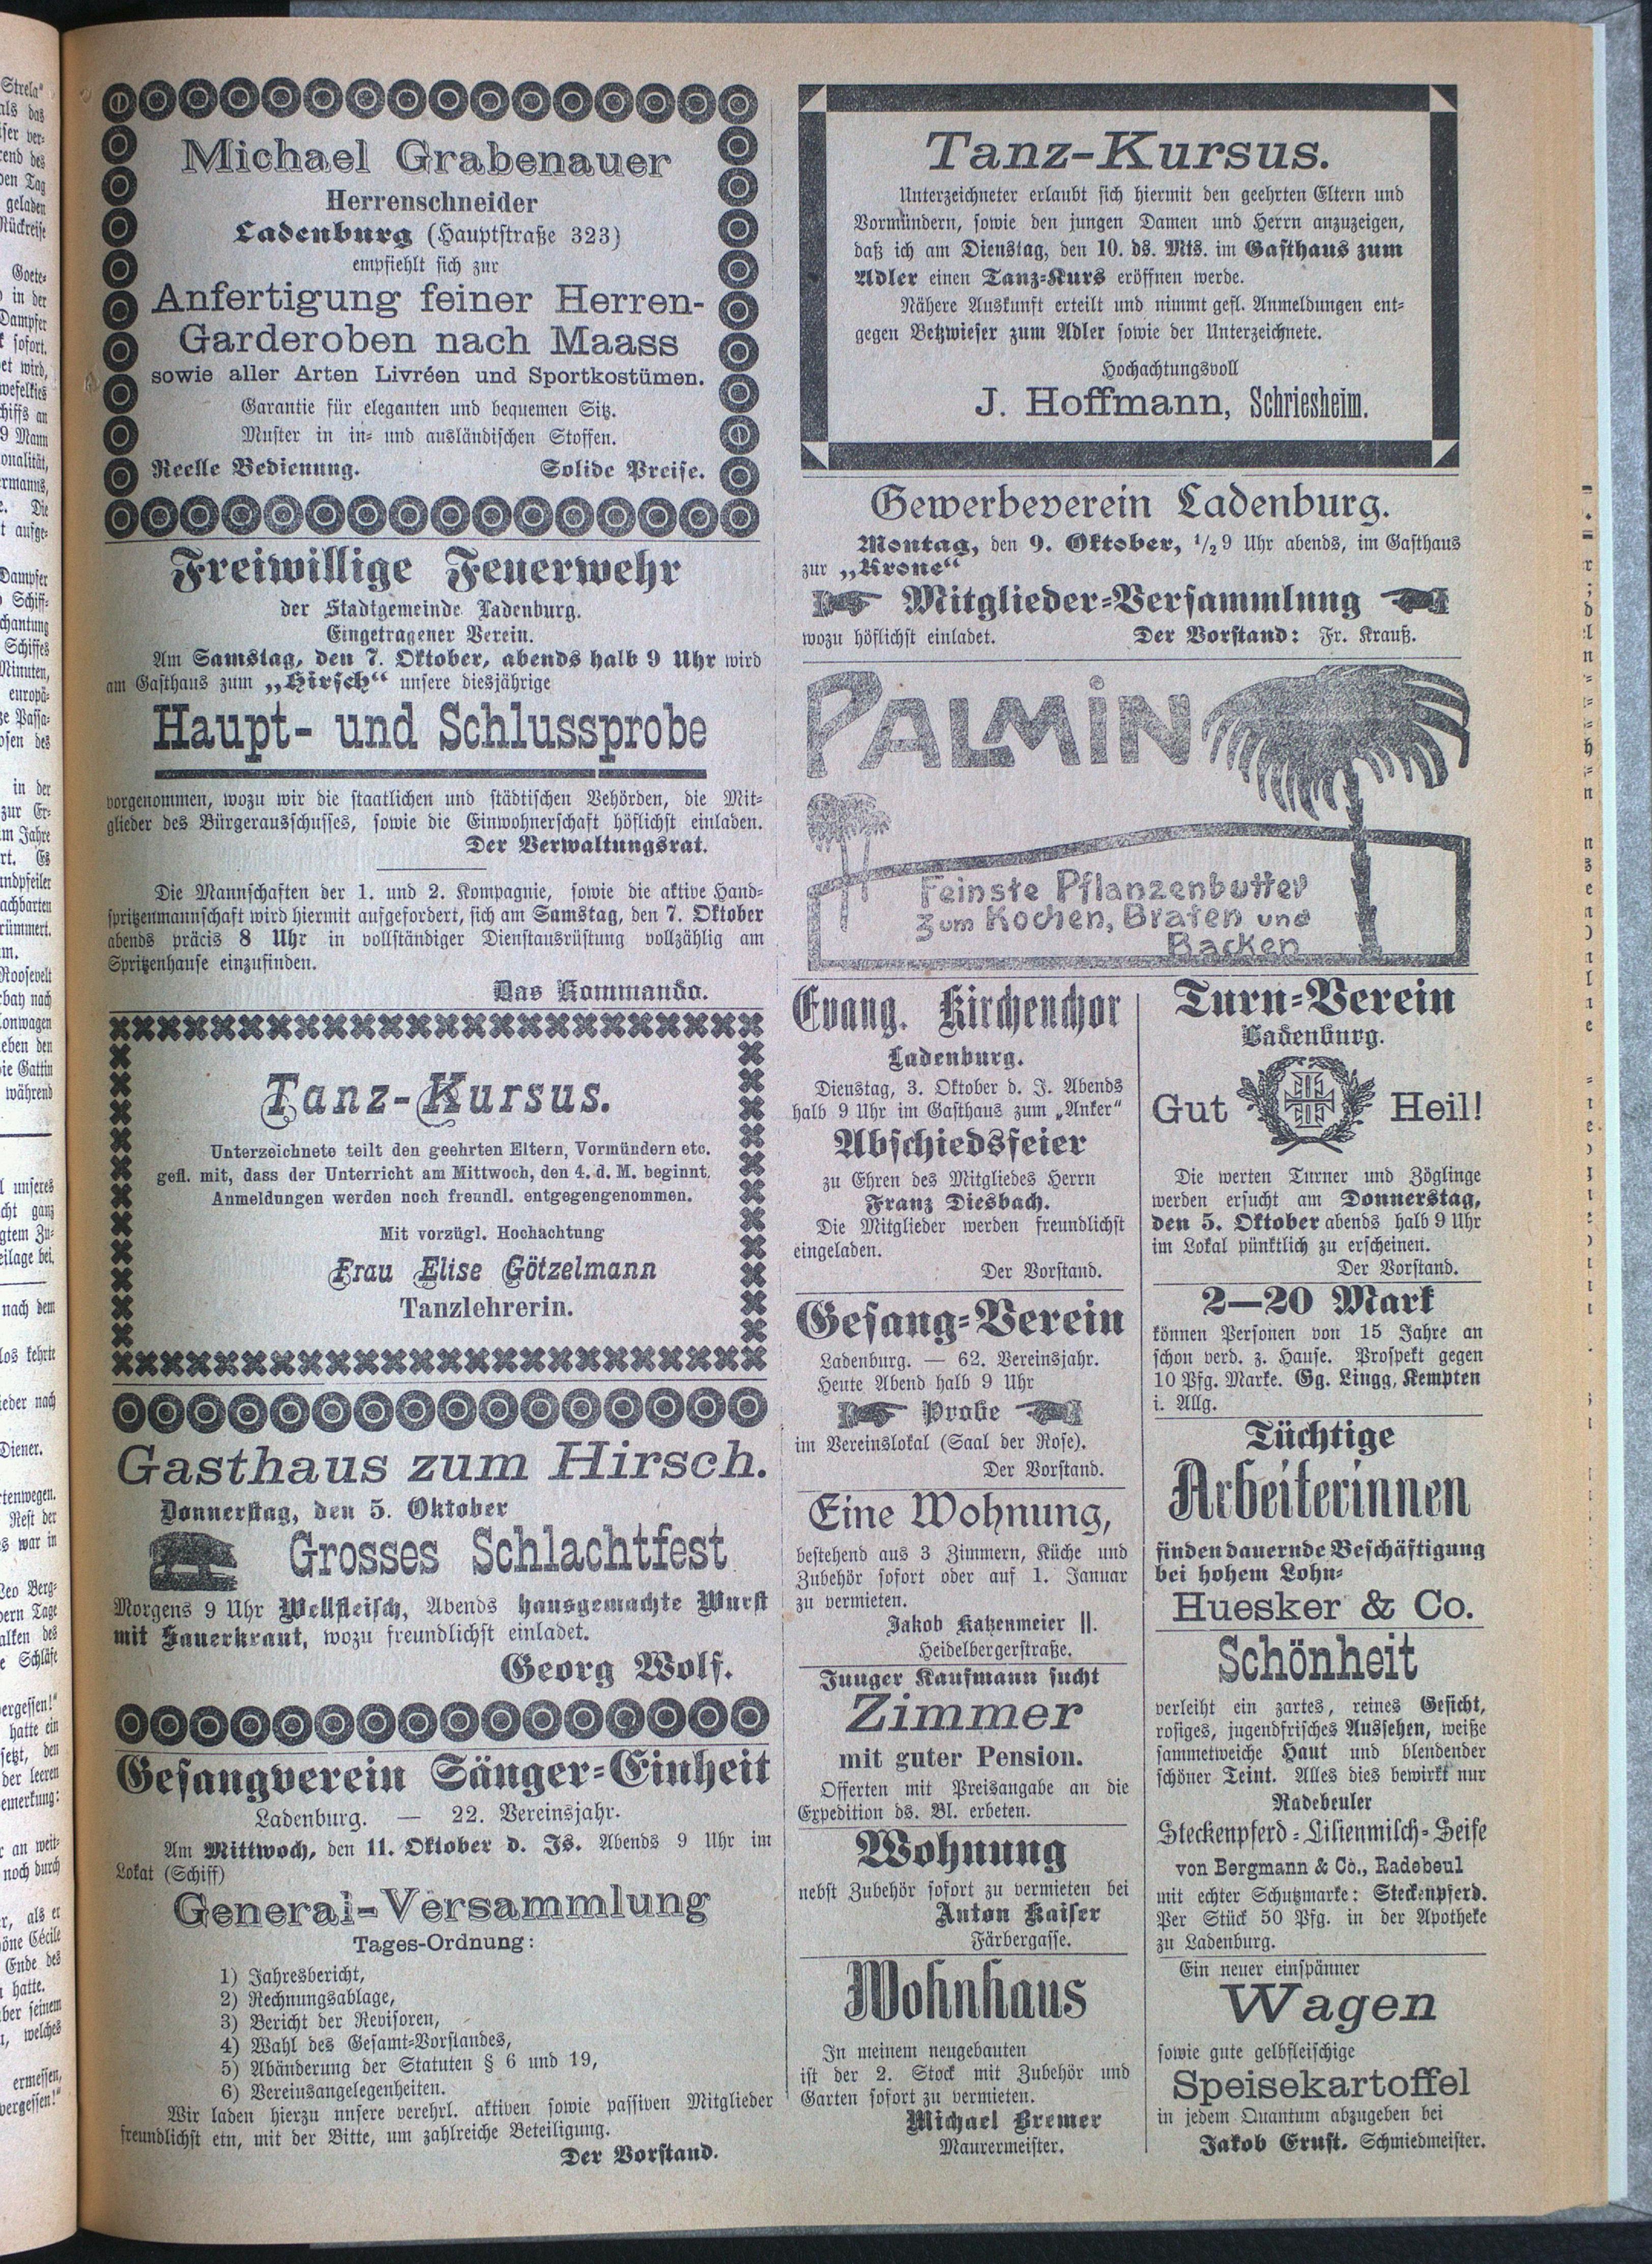 Michael Grabenauer
Herrenschneider
Ladenburg (Hauptstraße 323)
empfiehlt sich zur
Anfertigung feiner Herren-
Garderoben nach Maass
sowie aller Arten Livréen und Sportkostümen.
Garantie für eleganten und bequemen Sitz.
Muster in in- und ausländischen Stoffen.
Reelle Bedienung. Solide Preise.
Freiwillige Feuerwehr
der Stadtgemeinde Ladenburg.
Eingetragener Verein.
Am Samstag, den 7. Oktober, abends halb 9 Uhr wird
am Gasthaus zum „Hirsch“ unsere diesjährige
Haupt- und Schlussprobe
vorgenommen, wozu wir die staatlichen und städtischen Behörden, die Mit-
glieder des Bürgerausschusses, sowie die Einwohnerschaft höflichst einladen.
Der Verwaltungsrat.
Die Mannschaften der 1. und 2. Kompagnie, sowie die aktive Hand-
spritzenmannschaft wird hiermit aufgefordert, sich am Samstag, den 7. Oktober
abends präcis 8 Uhr in vollständiger Dienstausrüstung vollzählig am
Spritzenhause einzufinden.
Das Kommando.
Tanz-Kursus.
Unterzeichnete teilt den geehrten Eltern, Vormündern etc.
gefl. mit, dass der Unterricht am Mittwoch, den 4. d. M. beginnt.
Anmeldungen werden noch freundl. entgegengenommen.
Mit vorzügl. Hochachtung
Frau Elise Götzelmann
Tanzlehrerin.
Gasthaus zum Hirsch.
Donnerstag, den 5. Oktober
Grosses Schlachtfest
Morgens 9 Uhr Wellfleisch, Abends hausgemachte Wurst
mit Sauerkraut, wozu freundlichst einladet.
Georg Wolf.
Gesangverein Sänger-Einheit
Ladenburg. — 22. Vereinsjahr.
Am Mittwoch, den 11. Oktober d. Js. Abends 9 Uhr im
Lokat (Schiff)
General-Versammlung
Tages-Ordnung:
1) Jahresbericht,
2) Rechnungsablage,
3) Bericht der Revisoren,
4) Wahl des Gesamt-Vorstandes,
5) Abänderung der Statuten § 6 und 19,
6) Vereinsangelegenheiten.
Wir laden hierzu unsere verehrl. aktiven sowie passiven Mitglieder
freundlichst etn, mit der Bitte, um zahlreiche Beteiligung.
Der Vorstand.
Tanz-Kursus.
Unterzeichneter erlaubt sich hiermit den geehrten Eltern und
Vormündern, sowie den jungen Damen und Herrn anzuzeigen,
daß ich am Dienstag, den 10. ds. Mts. im Gasthaus zum
Adler einen Tanz-Kurs eröffnen werde.
Nähere Auskunft erteilt und nimmt gefl. Anmeldungen ent-
gegen Betzwieser zum Adler sowie der Unterzeichnete.
Hochachtungsvoll
J. Hoffmann, Schriesheim.
Gewerbeverein Ladenburg.
Montag, den 9. Oktober, 1/2 9 Uhr abends, im Gasthaus
zur „Krone“
Mitglieder-Versammlung
wozu höflichst einladet. Der Vorstand: Fr. Krauß.
PALMIN
Feinste Pflanzenbutter
zum Kochen, Braten und
Backen
Evang. Kirchenchor
Ladenburg.
Dienstag, 3. Oktober d. J. Abends
halb 9 Uhr im Gasthaus zum „Anker“
Abschiedsfeier
zu Ehren des Mitgliedes Herrn
Franz Diesbach.
Die Mitglieder werden freundlichst
eingeladen.
Der Vorstand.
Gesang-Verein
Ladenburg. — 62. Vereinsjahr.
Heute Abend halb 9 Uhr
Probe
im Vereinslokal (Saal der Rose).
Der Vorstand.
Eine Wohnung,
bestehend aus 3 Zimmern, Küche und
Zubehör sofort oder auf 1. Januar
zu vermieten.
Jakob Katzenmeier II.
Heidelbergerstraße.
Junger Kaufmann sucht
Zimmer
mit guter Pension.
Offerten mit Preisangabe an die
Expedition ds. Bl. erbeten.
Wohnung
nebst Zubehör sofort zu vermieten bei
Anton Kaiser
Färbergasse.
Wohnhaus
In meinem neugebauten
ist der 2. Stock mit Zubehör und
Garten sofort zu vermieten.
Michael Bremer
Maurermeister.
Turn-Verein
Ladenburg.
Gut Heil!
Die werten Turner und Zöglinge
werden ersucht am Donnerstag,
den 5. Oktober abends halb 9 Uhr
im Lokal pünktlich zu erscheinen.
Der Vorstand.
2—20 Mark
können Personen von 15 Jahre an
schon verd. z. Hause. Prospekt gegen
10 Pfg. Marke. Gg. Lingg, Kempten
i. Allg.
Tüchtige
Arbeiterinnen
finden dauernde Beschäftigung
bei hohem Lohn-
Huesker & Co.
Schönheit
verleiht ein zartes, reines Gesicht,
rosiges, jugendfrisches Aussehen, weiße
sammetweiche Haut und blendender
schöner Teint. Alles dies bewirkt nur
Radebeuler
Steckenpferd-Lilienmilch-Seife
von Bergmann & Co., Radebeul
mit echter Schutzmarke: Steckenpferd.
Per Stück 50 Pfg. in der Apotheke
zu Ladenburg.
Ein neuer einspänner
Wagen
sowie gute gelbfleischige
Speisekartoffel
in jedem Quantum abzugeben bei
Jakob Ernst. Schmiedmeister.